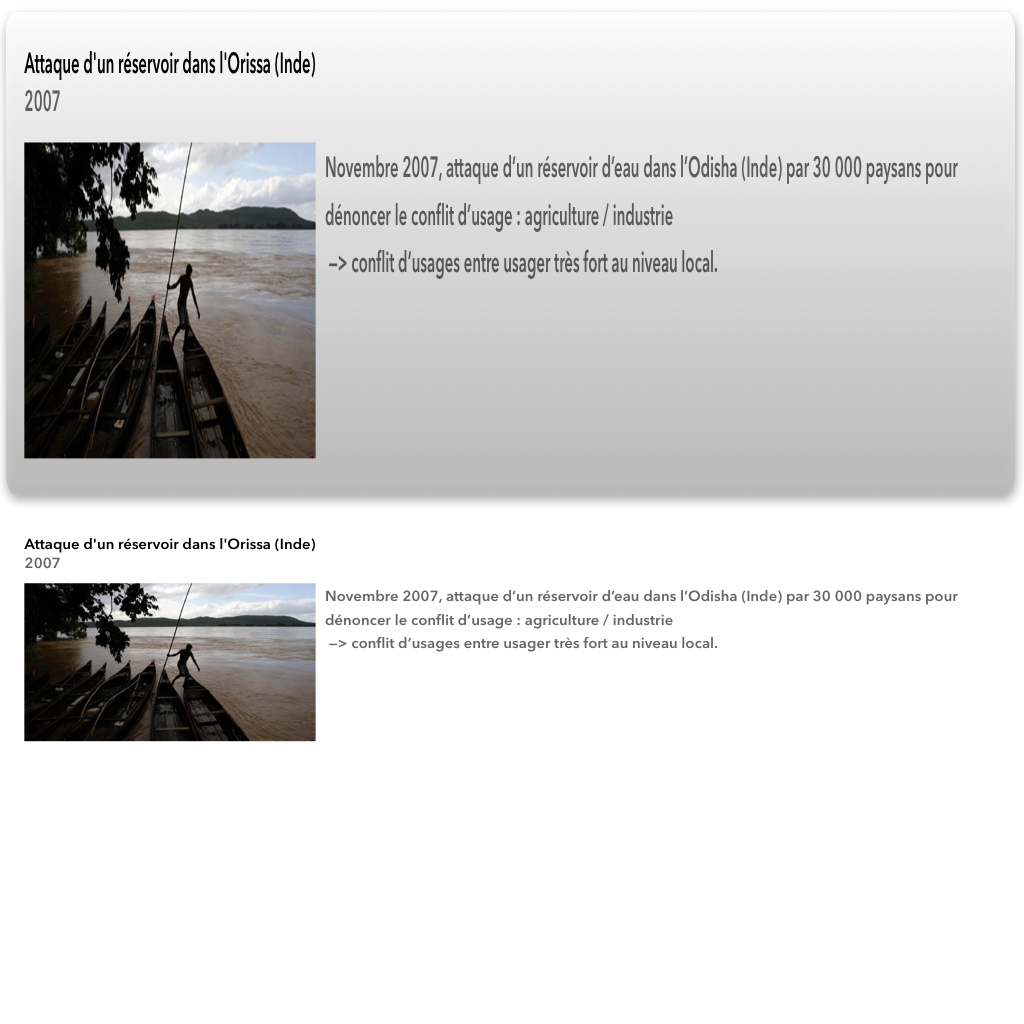 Attaque d'un réservoir dans l'Orissa (Inde)
2007
Novembre 2007, attaque d’un réservoir d’eau dans l’Odisha (Inde) par 30 000 paysans pour
dénoncer le conflit d’usage : agriculture / industrie
—> conflit d’usages entre usager très fort au niveau local.
Attaque d'un réservoir dans l'Orissa (Inde)
2007
Novembre 2007, attaque d’un réservoir d’eau dans l’Odisha (Inde) par 30 000 paysans pour
dénoncer le conflit d’usage : agriculture / industrie
—> conflit d’usages entre usager très fort au niveau local.